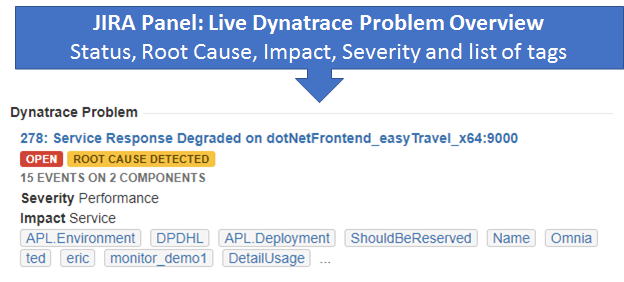 JIRA Panel: Live Dynatrace Problem Overview
Status, Root Cause, Impact, Severity and list of tags
Dynatrace Problem
278: Service Response Degraded on dotNetFrontend_easyTravel_x64:9000
OPEN ROOT CAUSE DETECTED
15 EVENTS ON 2 COMPONENTS
Severity Performance
Impact Service
APL.Environment DPDHL APL.Deployment ShouldBeReserved Name Omnia
ted eric monitor_demo1 DetailUsage ...